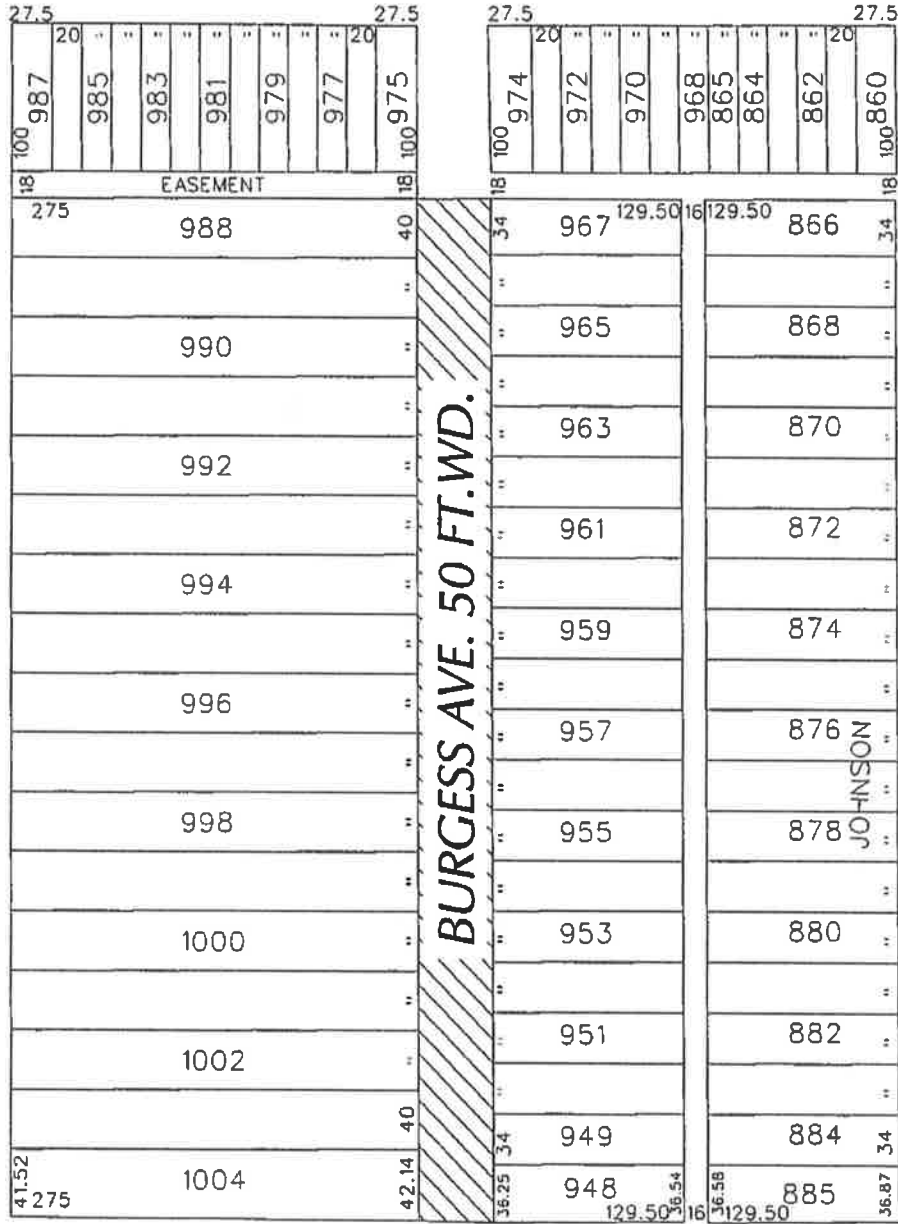 27.5 27.5 27.5 27.5
20 " " " " " " " " 20 20 " " " " " " " " " 20
987 985 983 981 979 977 975 974 972 970 968 865 864 862 860
100 100 100 100
18 EASEMENT 18 18 18
275 988 40 34 967 129.50 16 129.50 866 34
" " "
990 " " 965 868 "
" " "
992 " " 963 870 "
" " "
994 " " 961 872 "
" " "
996 " " 959 874 "
" " "
998 " " 957 876 "
" " "
1000 " " 955 878 "
" " "
1002 " " 953 880 "
" 951 882 "
" "
40 34 949 884 34
41.52 275 1004 42.14 36.25 948 129.50 36.54 16 36.58 129.50 885 36.87
BURGESS AVE. 50 FT.WD.
JOHNSON